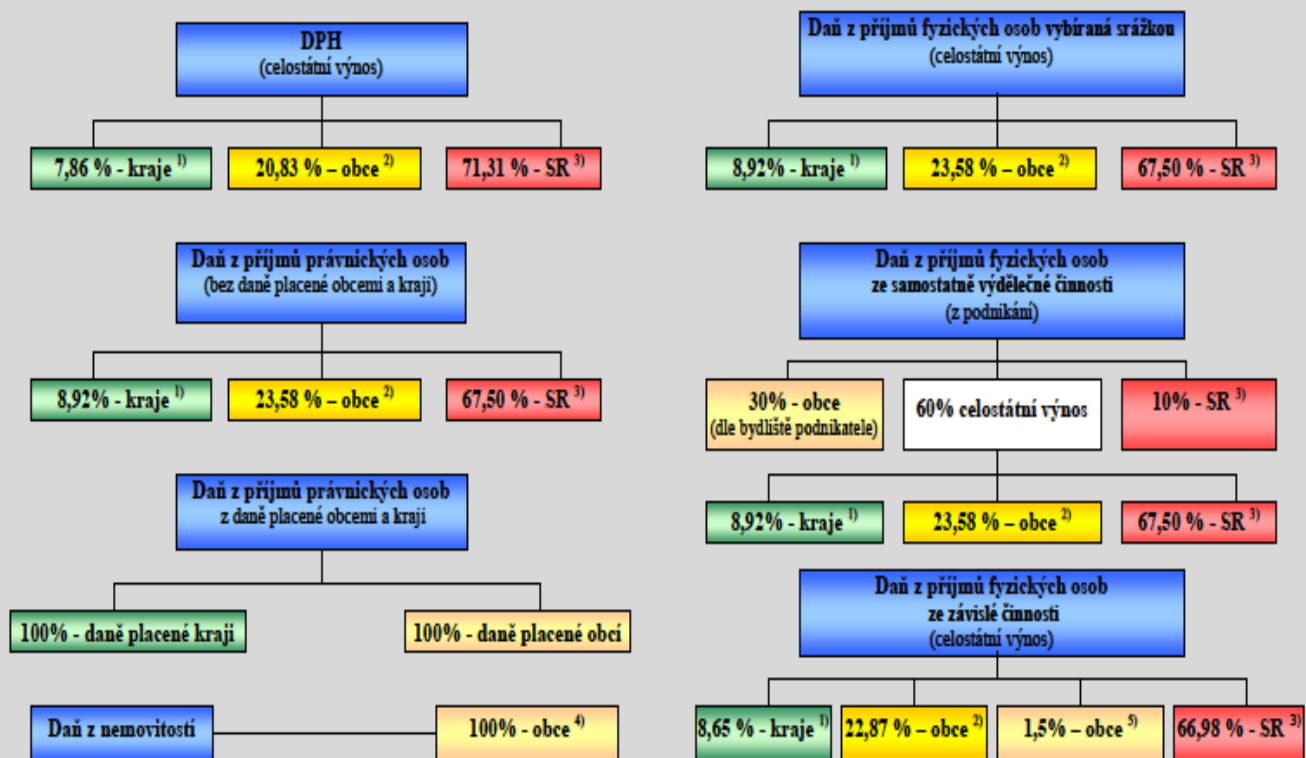 DPH
(celostátní výnos)
7,86 % - kraje 1)
20,83 % – obce 2)
71,31 % - SR 3)
Daň z příjmů právnických osob
(bez daně placené obcemi a kraji)
8,92% - kraje 1)
23,58 % – obce 2)
67,50 % - SR 3)
Daň z příjmů právnických osob
z daně placené obcemi a kraji
100% - daně placené kraji
100% - daně placené obcí
Daň z nemovitostí
100% - obce 4)
Daň z příjmů fyzických osob vybíraná srážkou
(celostátní výnos)
8,92% - kraje 1)
23,58 % – obce 2)
67,50 % - SR 3)
Daň z příjmů fyzických osob
ze samostatně výdělečné činnosti
(z podnikání)
30% - obce
(dle bydliště podnikatele)
60% celostátní výnos
10% - SR 3)
8,92% - kraje 1)
23,58 % – obce 2)
67,50 % - SR 3)
Daň z příjmů fyzických osob
ze závislé činnosti
(celostátní výnos)
8,65 % - kraje 1)
22,87 % – obce 2)
1,5% – obce 5)
66,98 % - SR 3)